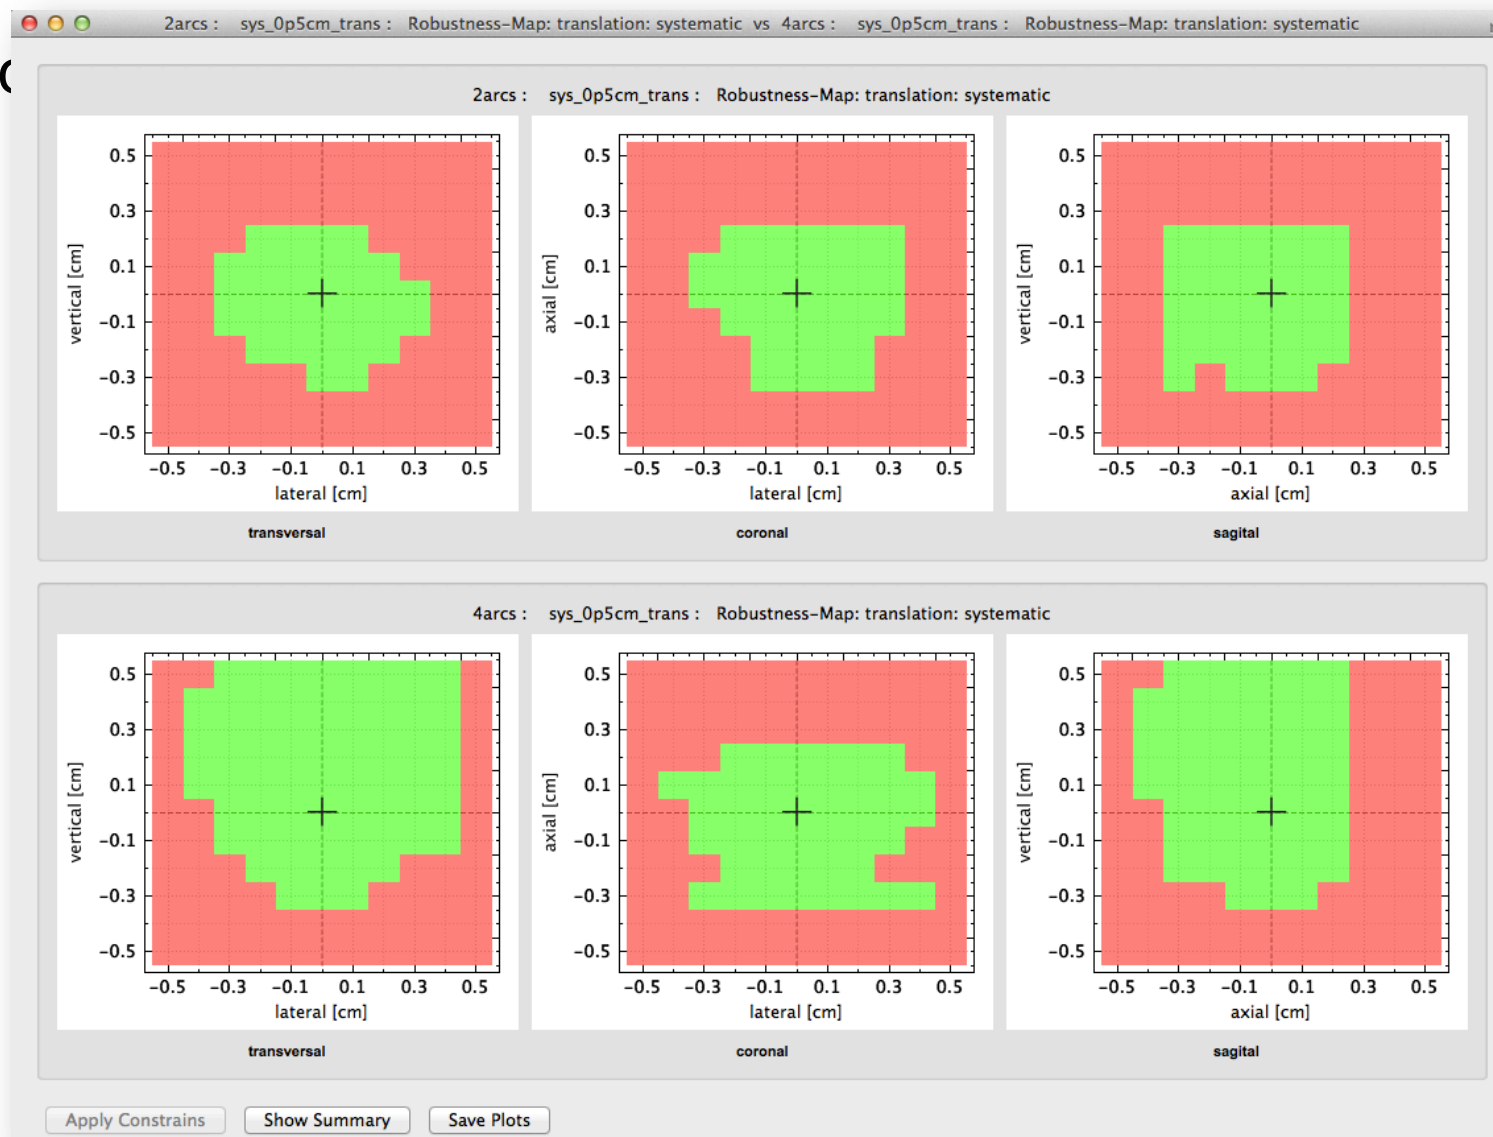 2arcs : sys_0p5cm_trans : Robustness-Map: translation: systematic vs 4arcs : sys_0p5cm_trans : Robustness-Map: translation: systematic
2arcs : sys_0p5cm_trans : Robustness-Map: translation: systematic
vertical [cm]
0.5
0.3
0.1
-0.1
-0.3
-0.5
-0.5 -0.3 -0.1 0.1 0.3 0.5
lateral [cm]
transversal
axial [cm]
0.5
0.3
0.1
-0.1
-0.3
-0.5
-0.5 -0.3 -0.1 0.1 0.3 0.5
lateral [cm]
coronal
vertical [cm]
0.5
0.3
0.1
-0.1
-0.3
-0.5
-0.5 -0.3 -0.1 0.1 0.3 0.5
axial [cm]
sagital
4arcs : sys_0p5cm_trans : Robustness-Map: translation: systematic
vertical [cm]
0.5
0.3
0.1
-0.1
-0.3
-0.5
-0.5 -0.3 -0.1 0.1 0.3 0.5
lateral [cm]
transversal
axial [cm]
0.5
0.3
0.1
-0.1
-0.3
-0.5
-0.5 -0.3 -0.1 0.1 0.3 0.5
lateral [cm]
coronal
vertical [cm]
0.5
0.3
0.1
-0.1
-0.3
-0.5
-0.5 -0.3 -0.1 0.1 0.3 0.5
axial [cm]
sagital
Apply Constrains Show Summary Save Plots